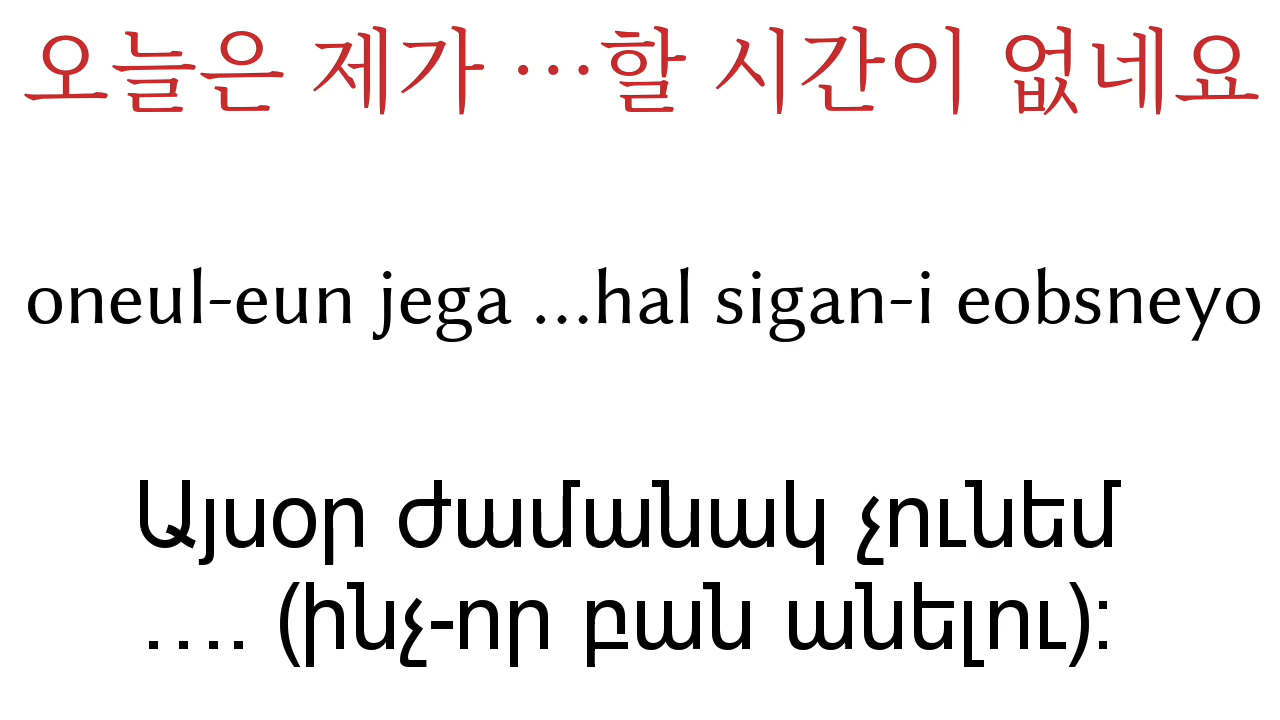 오늘은 제가 …할 시간이 없네요
oneul-eun jega ...hal sigan-i eobsneyo
Այսօր ժամանակ չունեմ
…. (ինչ-որ բան անելու):